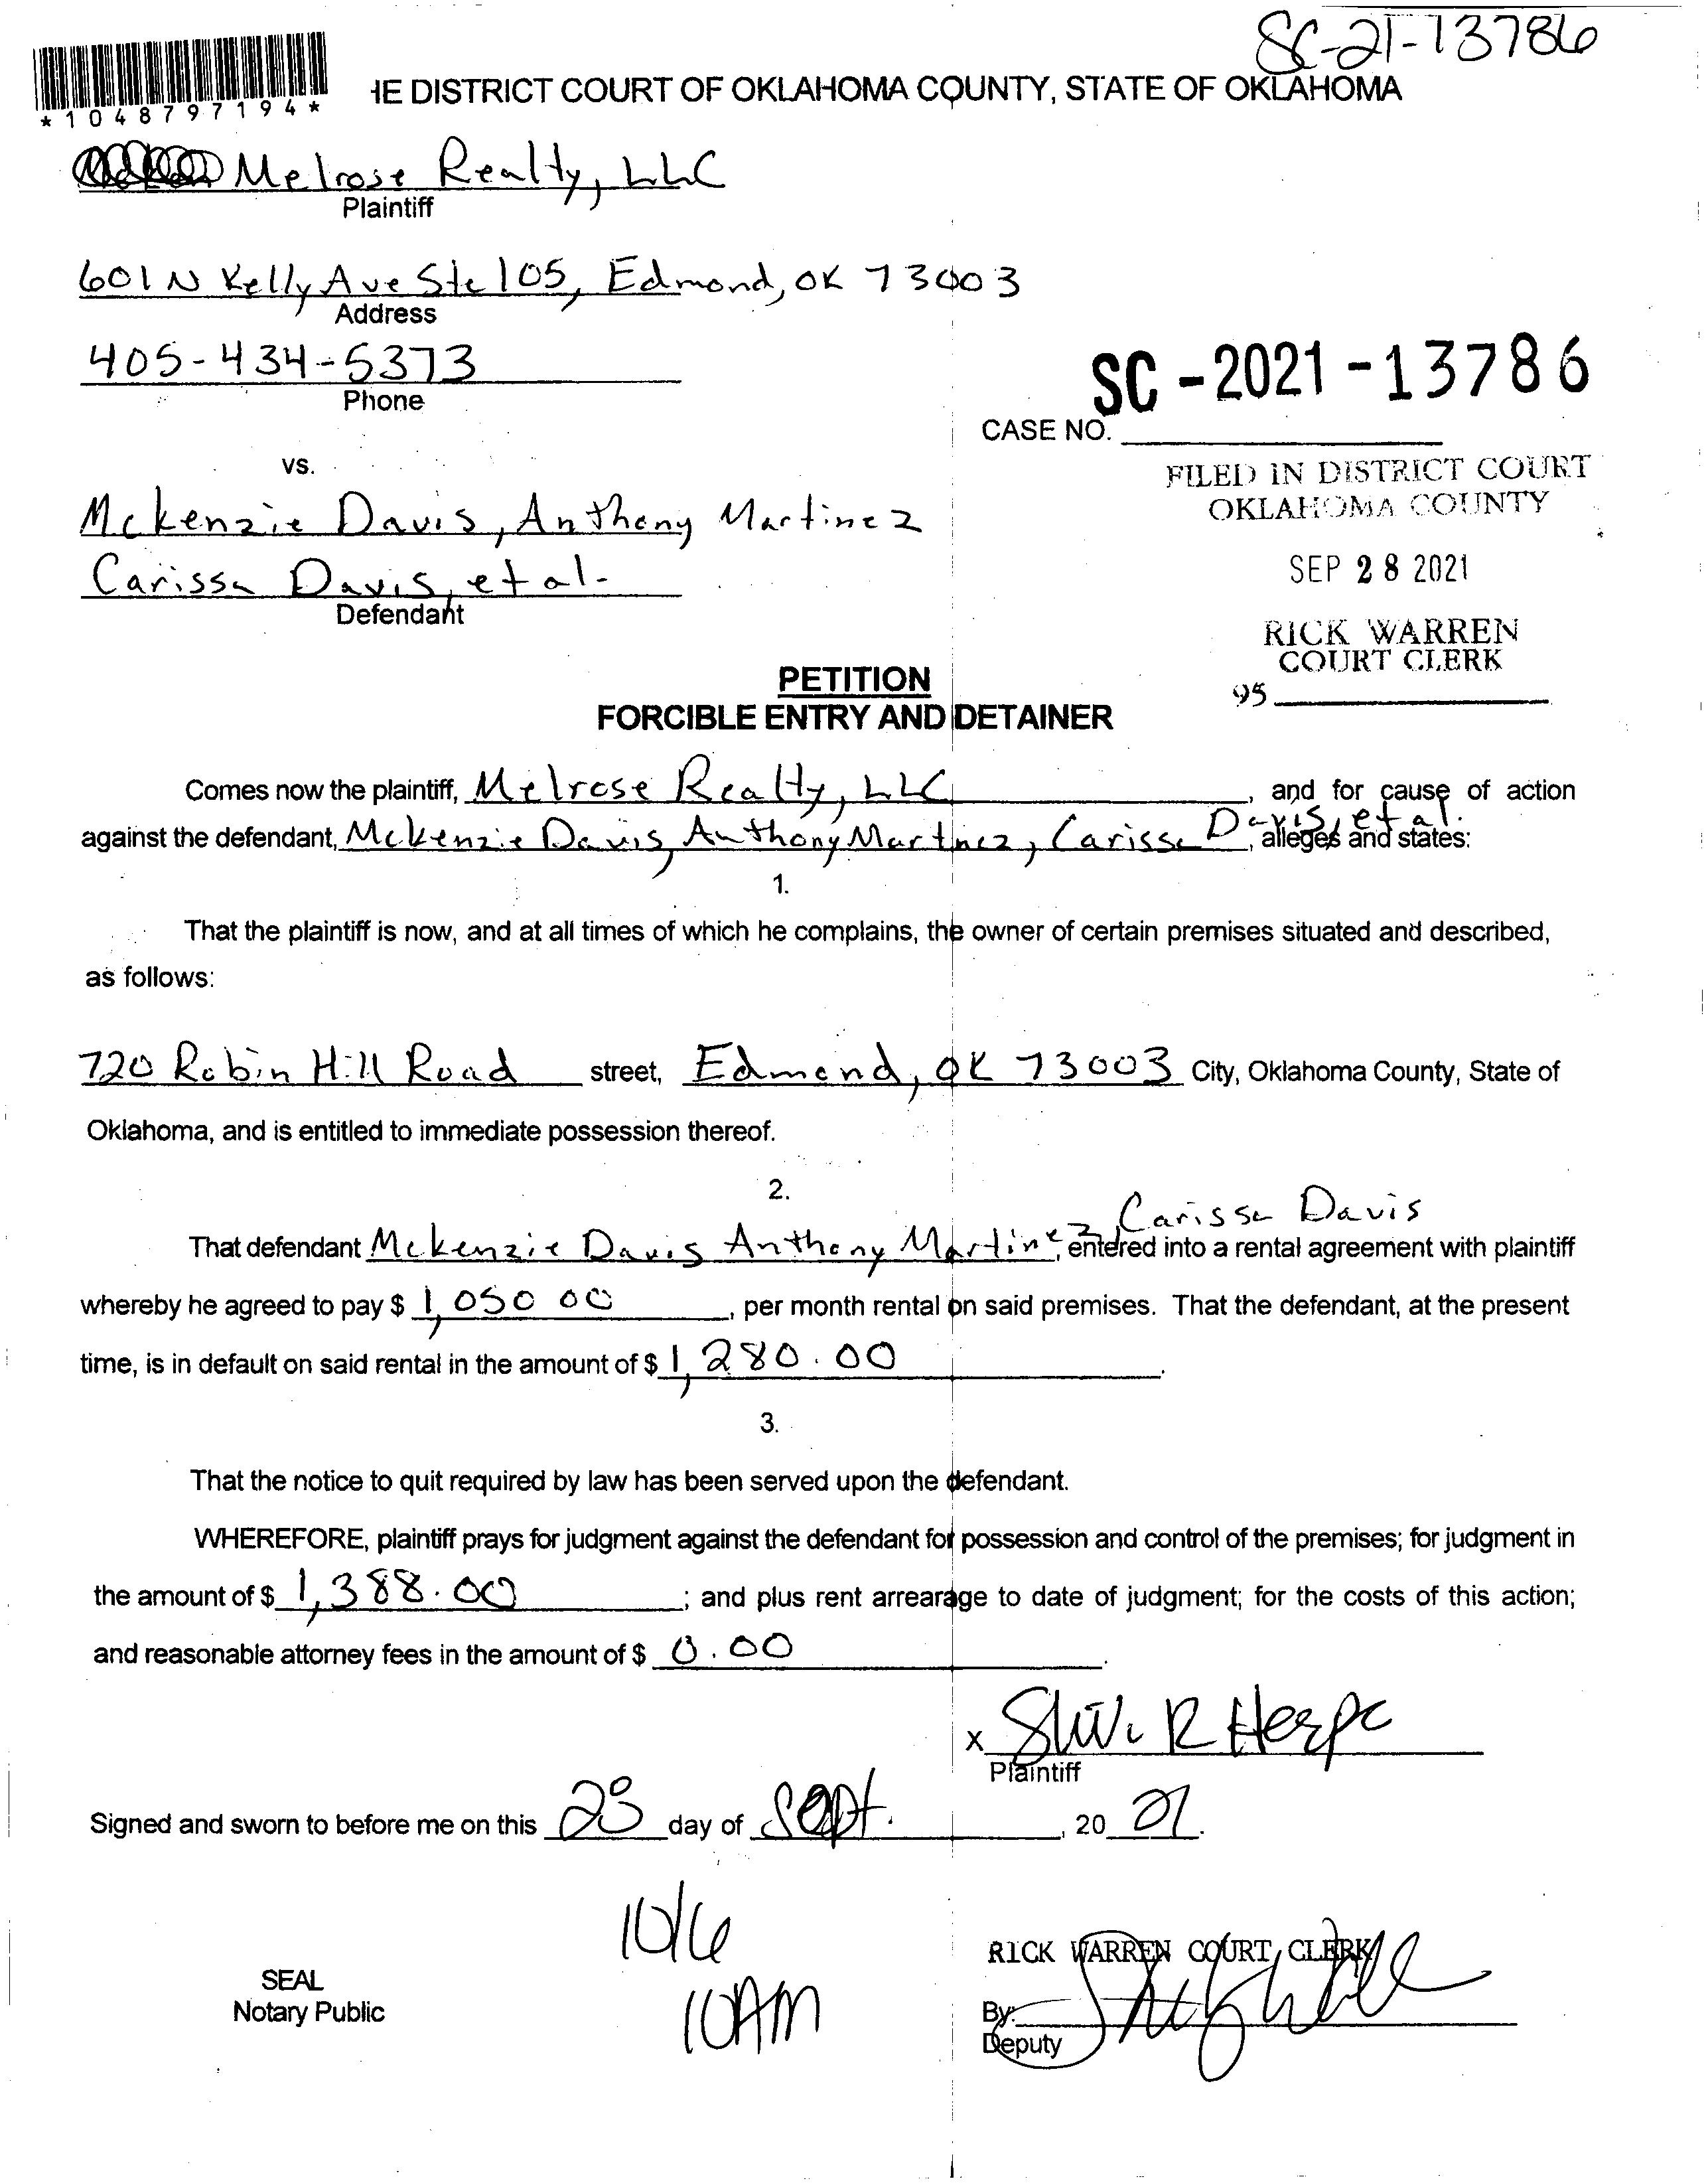 SC-21-13786
*1048797194*
HE DISTRICT COURT OF OKLAHOMA COUNTY, STATE OF OKLAHOMA
Melrose Realty, LLC
Plaintiff
601 N Kelly Ave Ste 105, Edmond, OK 73003
Address
405-434-5373
Phone
SC-2021-13786
CASE NO.
vs.
FILED IN DISTRICT COURT
OKLAHOMA COUNTY
Mckenzie Davis, Anthony Martinez
Carissa Davis, et al.
Defendant
SEP 28 2021
RICK WARREN
COURT CLERK
95
PETITION
FORCIBLE ENTRY AND DETAINER
Comes now the plaintiff, Melrose Realty, LLC, and for cause of action
against the defendant, Mckenzie Davis, Anthony Martinez, Carissa Davis, et al., alleges and states:
1.
That the plaintiff is now, and at all times of which he complains, the owner of certain premises situated and described,
as follows:
720 Robin Hill Road street, Edmond, OK 73003 City, Oklahoma County, State of
Oklahoma, and is entitled to immediate possession thereof.
2.
That defendant Mckenzie Davis Anthony Martinez, Carissa Davis, entered into a rental agreement with plaintiff
whereby he agreed to pay $ 1,050 00, per month rental on said premises. That the defendant, at the present
time, is in default on said rental in the amount of $ 1,280.00.
3.
That the notice to quit required by law has been served upon the defendant.
WHEREFORE, plaintiff prays for judgment against the defendant for possession and control of the premises; for judgment in
the amount of $ 1,388.00; and plus rent arrearage to date of judgment; for the costs of this action;
and reasonable attorney fees in the amount of $ 0.00.
x
Plaintiff
Signed and sworn to before me on this 28 day of Sept., 20 21.
10/6
10AM
SEAL
Notary Public
RICK WARREN COURT CLERK
By:
Deputy